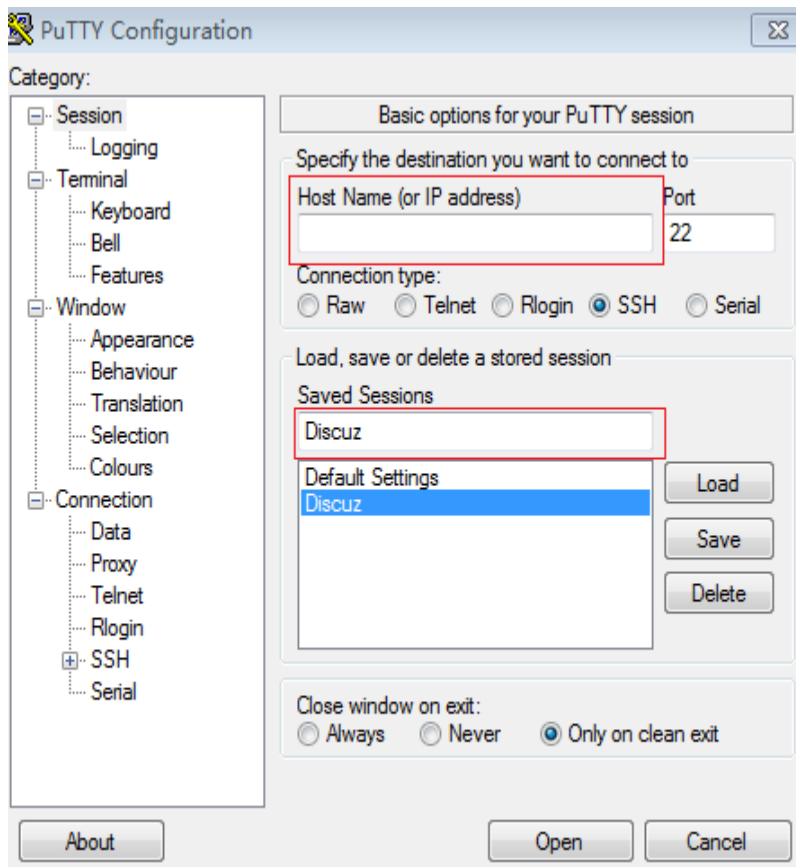 PuTTY Configuration
Category:
Session
Logging
Terminal
Keyboard
Bell
Features
Window
Appearance
Behaviour
Translation
Selection
Colours
Connection
Data
Proxy
Telnet
Rlogin
SSH
Serial
Basic options for your PuTTY session
Specify the destination you want to connect to
Host Name (or IP address) Port
22
Connection type:
Raw Telnet Rlogin SSH Serial
Load, save or delete a stored session
Saved Sessions
Discuz
Default Settings
Discuz
Load
Save
Delete
Close window on exit:
Always Never Only on clean exit
About Open Cancel